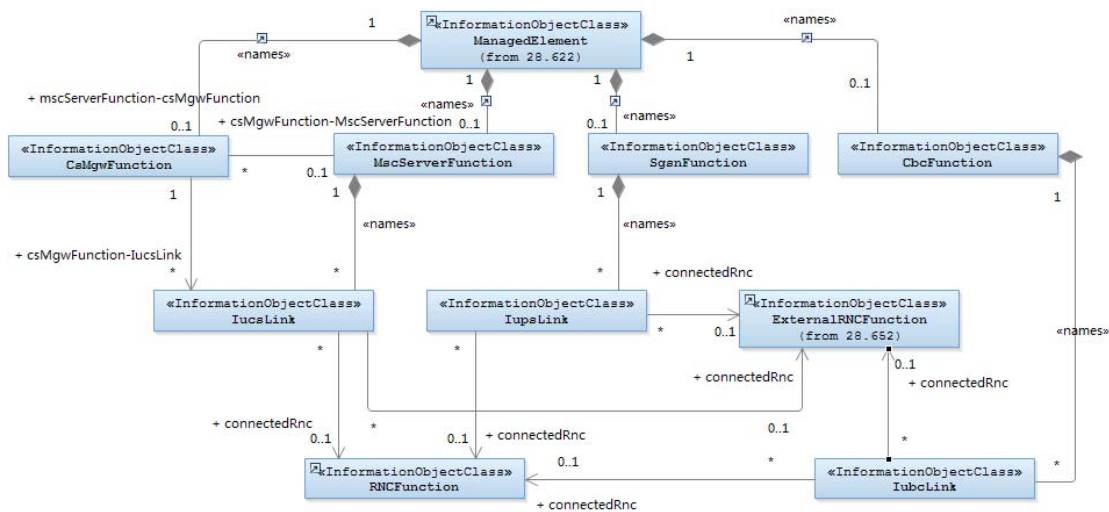 «InformationObjectClass»
ManagedElement
(from 28.622)
1
«names»
1
«names»
1
«names»
1
«names»
+ mscServerFunction-csMgwFunction
0..1
+ csMgwFunction-MscServerFunction
0..1
0..1
0..1
«InformationObjectClass»
CsMgwFunction
«InformationObjectClass»
MscServerFunction
«InformationObjectClass»
SgsnFunction
«InformationObjectClass»
CbcFunction
*
0..1
1
1
1
1
«names»
«names»
+ csMgwFunction-IucsLink
*
*
*
+ connectedRnc
«InformationObjectClass»
IucsLink
«InformationObjectClass»
IupsLink
«InformationObjectClass»
ExternalRNCFunction
(from 28.652)
«names»
*
0..1
*
*
0..1
+ connectedRnc
+ connectedRnc
+ connectedRnc
*
0..1
*
0..1
0..1
+ connectedRnc
0..1
*
*
«InformationObjectClass»
RNCFunction
«InformationObjectClass»
IubcLink
+ connectedRnc